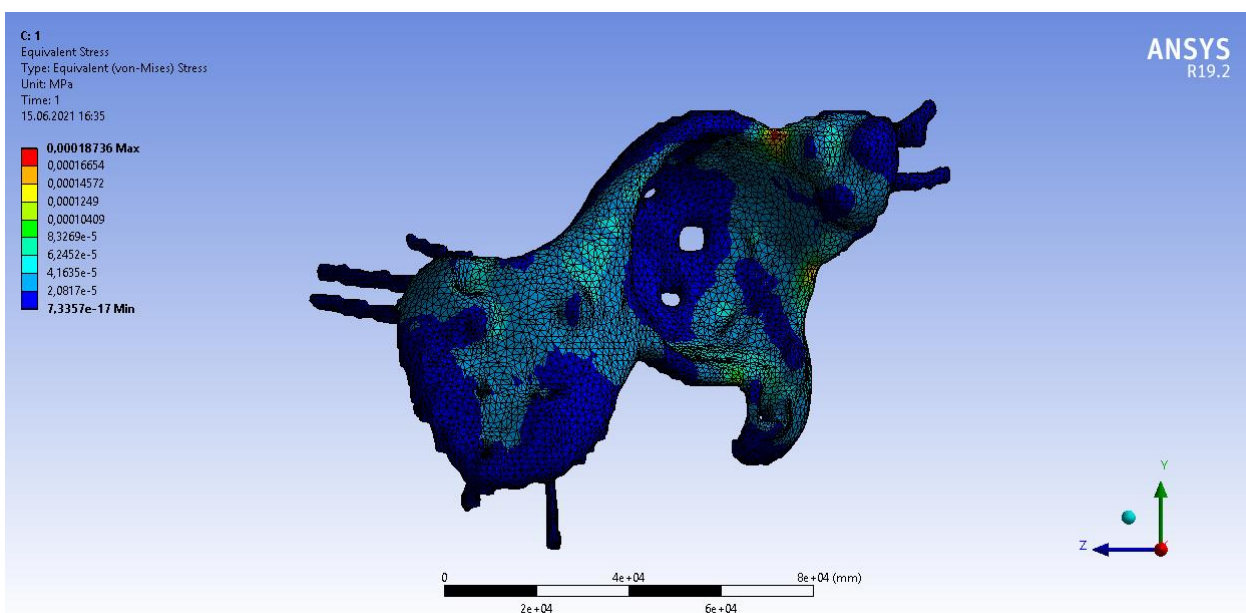 C: 1
Equivalent Stress
Type: Equivalent (von-Mises) Stress
Unit: MPa
Time: 1
15.06.2021 16:35
ANSYS
R19.2
0,00018736 Max
0,00016654
0,00014572
0,0001249
0,00010409
8,3269e-5
6,2452e-5
4,1635e-5
2,0817e-5
7,3357e-17 Min
Y
Z
0 4e+04 8e+04 (mm)
2e+04 6e+04